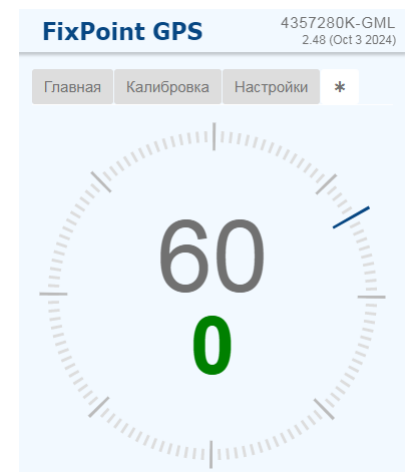 FixPoint GPS
4357280K-GML
2.48 (Oct 3 2024)
Главная Калибровка Настройки *
60
0